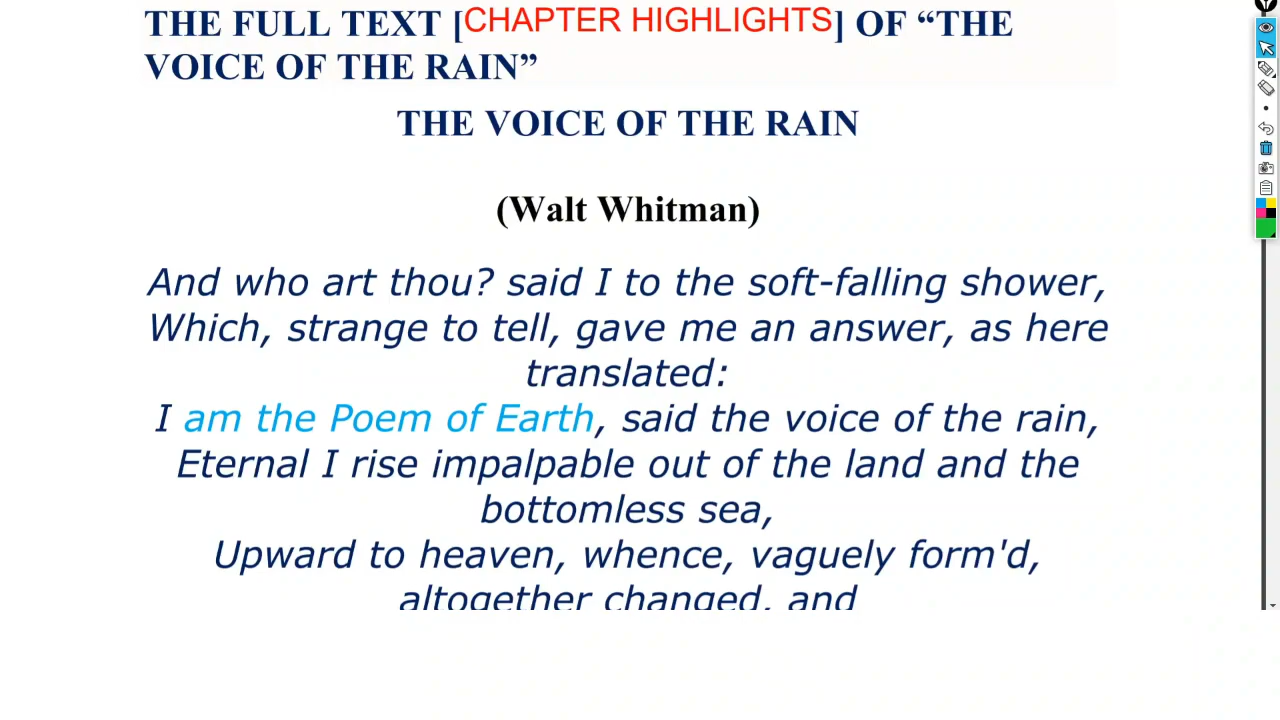 THE FULL TEXT [CHAPTER HIGHLIGHTS] OF “THE
VOICE OF THE RAIN”
THE VOICE OF THE RAIN
(Walt Whitman)
And who art thou? said I to the soft-falling shower,
Which, strange to tell, gave me an answer, as here
translated:
I am the Poem of Earth, said the voice of the rain,
Eternal I rise impalpable out of the land and the
bottomless sea,
Upward to heaven, whence, vaguely form'd,
altogether changed, and